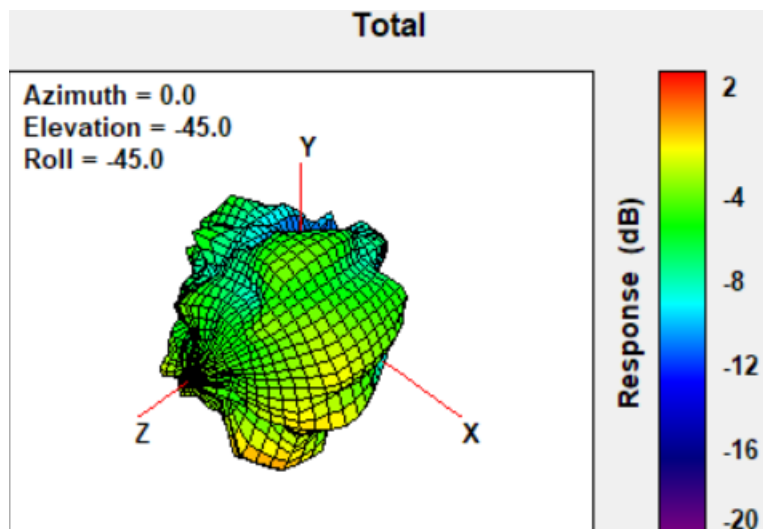 Total
Azimuth = 0.0
Elevation = -45.0
Roll = -45.0
Y
Z
X
Response (dB)
2
-4
-8
-12
-16
-20